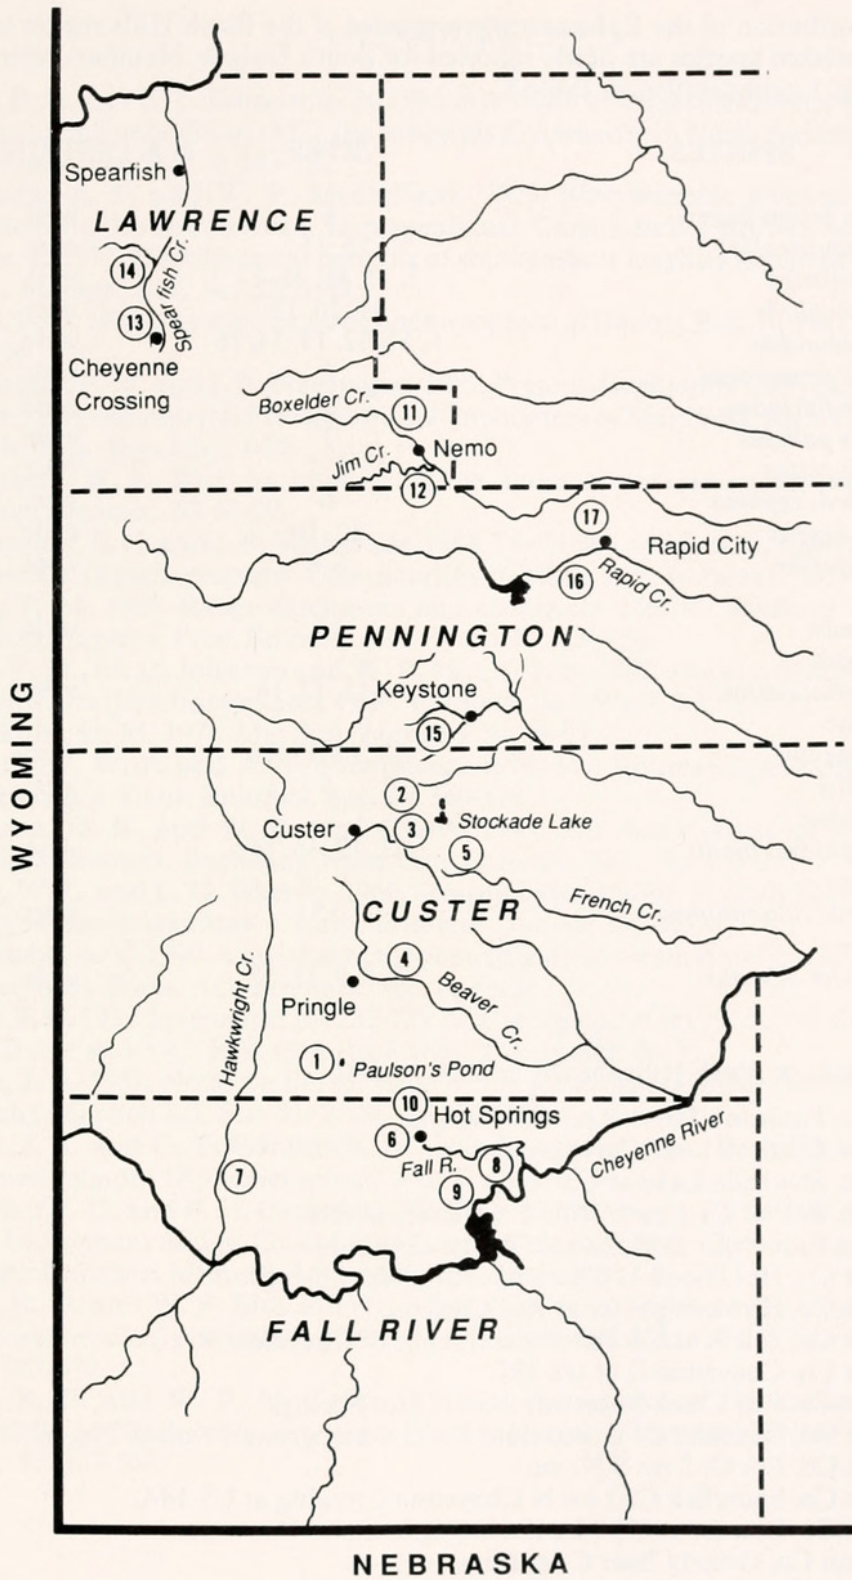 Spearfish
LAWRENCE
14
Spear fish Cr.
13
Cheyenne
Crossing
Boxelder Cr.
11
Nemo
Jim Cr.
12
17
Rapid City
16
Rapid Cr.
PENNINGTON
Keystone
15
WYOMING
2
Custer
3
Stockade Lake
5
French Cr.
CUSTER
4
Beaver Cr.
Hawkwright Cr.
Pringle
1
Paulson's Pond
10
Hot Springs
6
Fall R.
8
Cheyenne River
7
9
FALL RIVER
NEBRASKA